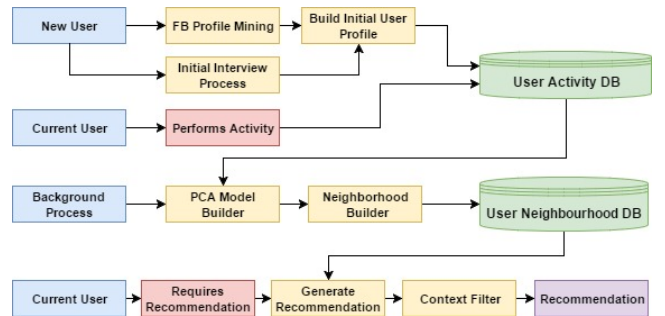 New User
FB Profile Mining
Build Initial User
Profile
Initial Interview
Process
User Activity DB
Current User
Performs Activity
Background
Process
PCA Model
Builder
Neighborhood
Builder
User Neighbourhood DB
Current User
Requires
Recommendation
Generate
Recommendation
Context Filter
Recommendation